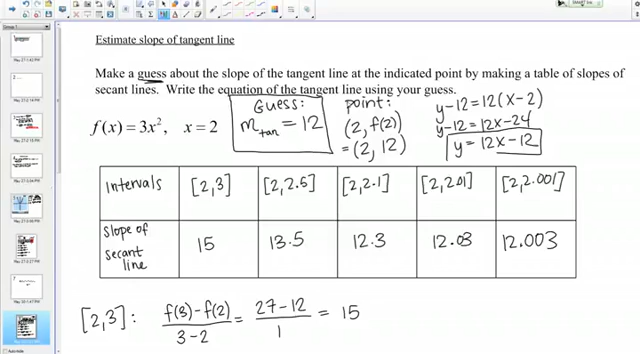 Estimate slope of tangent line
Make a guess about the slope of the tangent line at the indicated point by making a table of slopes of
secant lines. Write the equation of the tangent line using your guess.
f(x) = 3x², x = 2
Guess:
m tan = 12
point:
(2, f(2))
= (2, 12)
y-12 = 12(x-2)
y-12 = 12x-24
y = 12x-12
Intervals [2,3] [2,2.5] [2,2.1] [2,2.01] [2,2.001]
Slope of secant line 15 13.5 12.3 12.03 12.003
[2,3]: f(3)-f(2) / 3-2 = 27-12 / 1 = 15